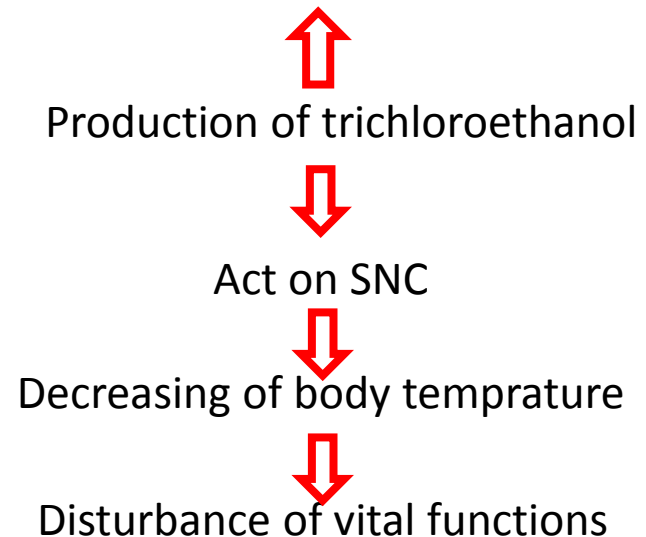 Production of trichloroethanol
Act on SNC
Decreasing of body temprature
Disturbance of vital functions